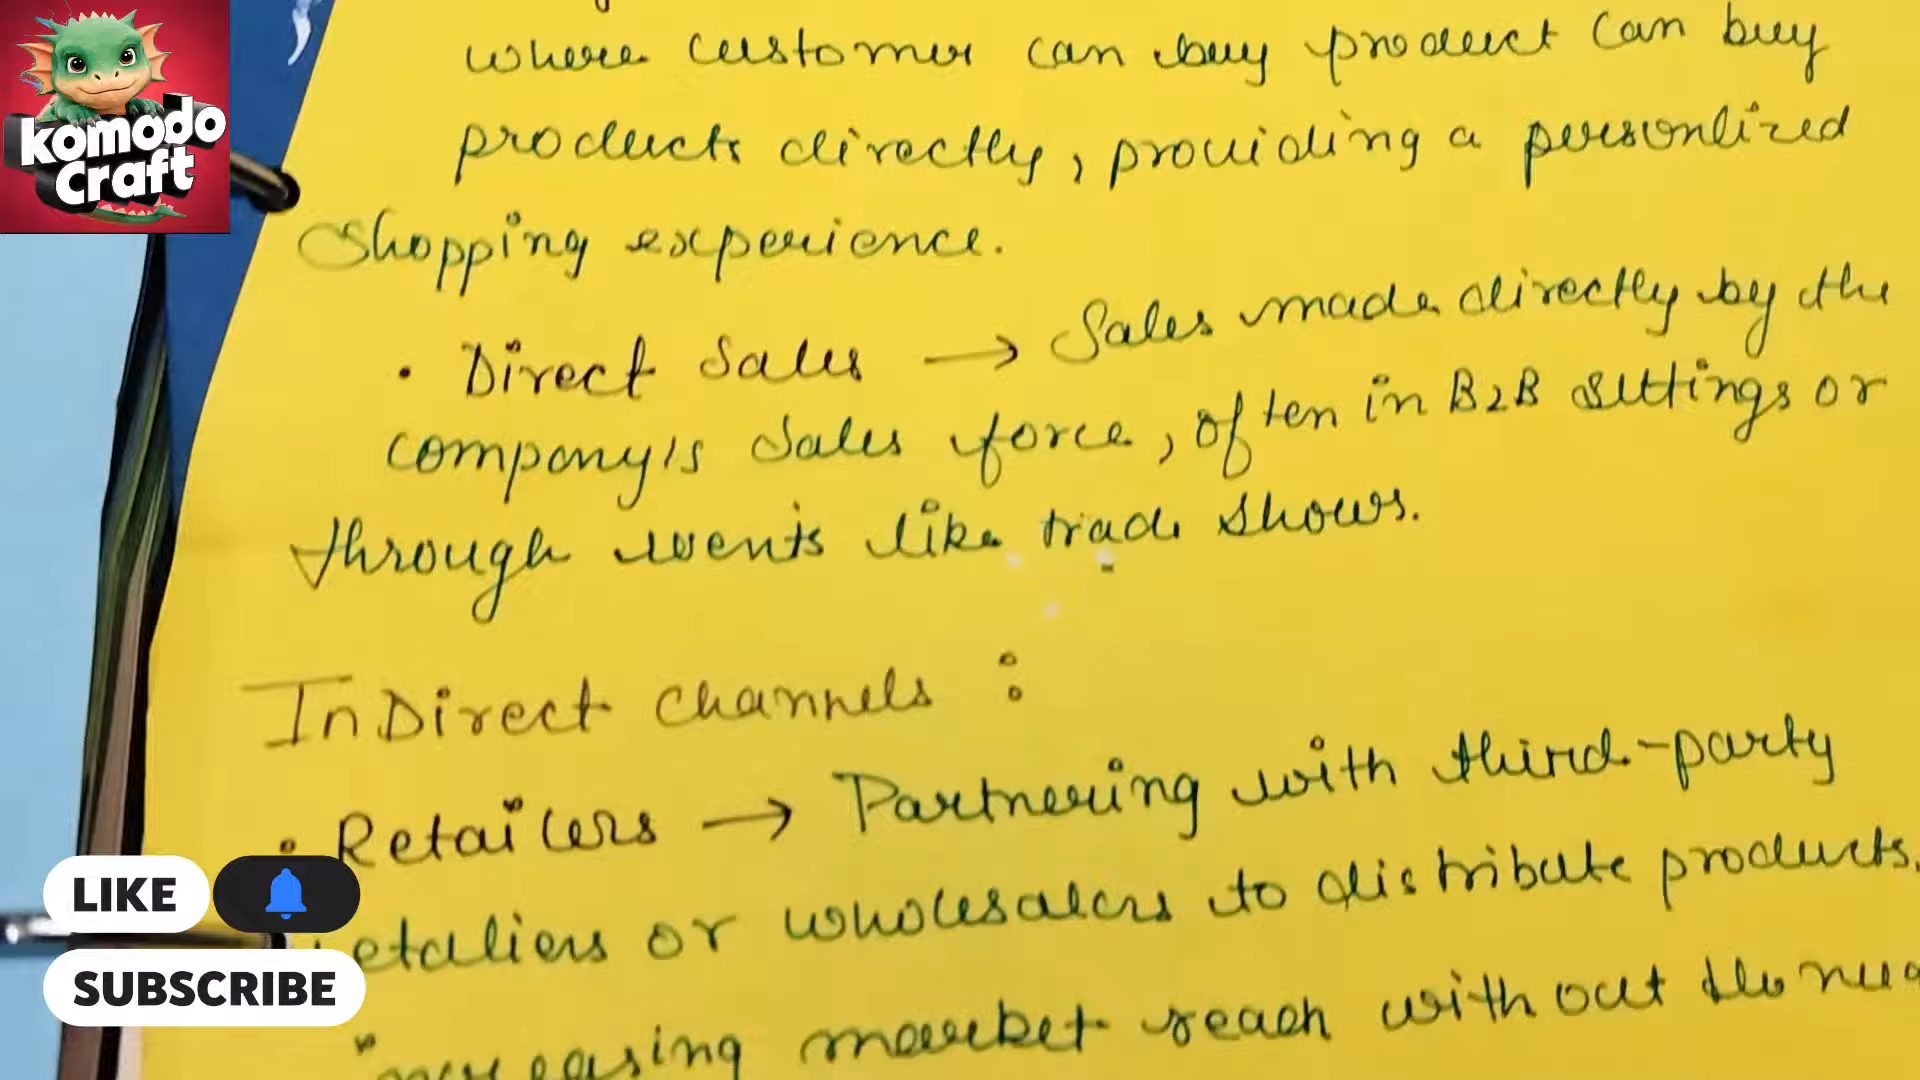 komodo
craft
where customer can buy product can buy
products directly, providing a personlized
shopping experience.
• Direct Sales → Sales made directly by the
company's sales force, often in B2B settings or
through events like trade shows.
InDirect channels :
• Retailers → Partnering with third-party
retaliers or wholesalers to distribute products,
increasing market reach without the
LIKE
SUBSCRIBE